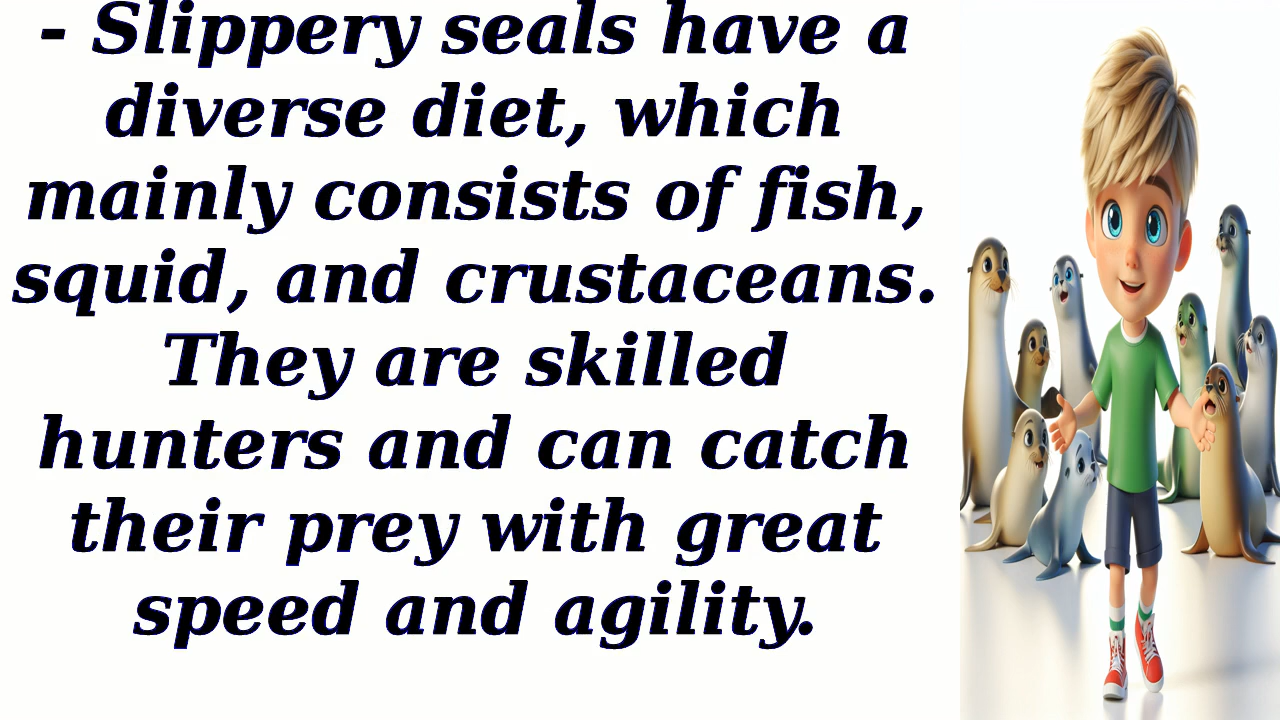 - Slippery seals have a
diverse diet, which
mainly consists of fish,
squid, and crustaceans.
They are skilled
hunters and can catch
their prey with great
speed and agility.